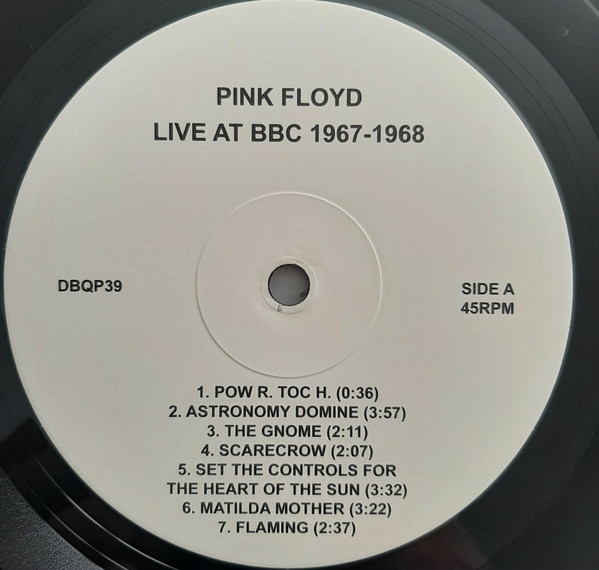 PINK FLOYD
LIVE AT BBC 1967-1968
DBQP39
SIDE A
45RPM
1. POW R. TOC H. (0:36)
2. ASTRONOMY DOMINE (3:57)
3. THE GNOME (2:11)
4. SCARECROW (2:07)
5. SET THE CONTROLS FOR
THE HEART OF THE SUN (3:32)
6. MATILDA MOTHER (3:22)
7. FLAMING (2:37)